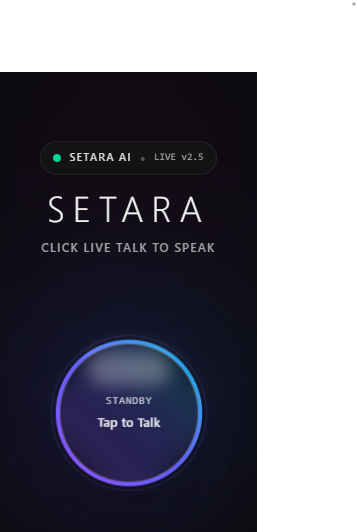 SETARA AI • LIVE v2.5
SETARA
CLICK LIVE TALK TO SPEAK
STANDBY
Tap to Talk